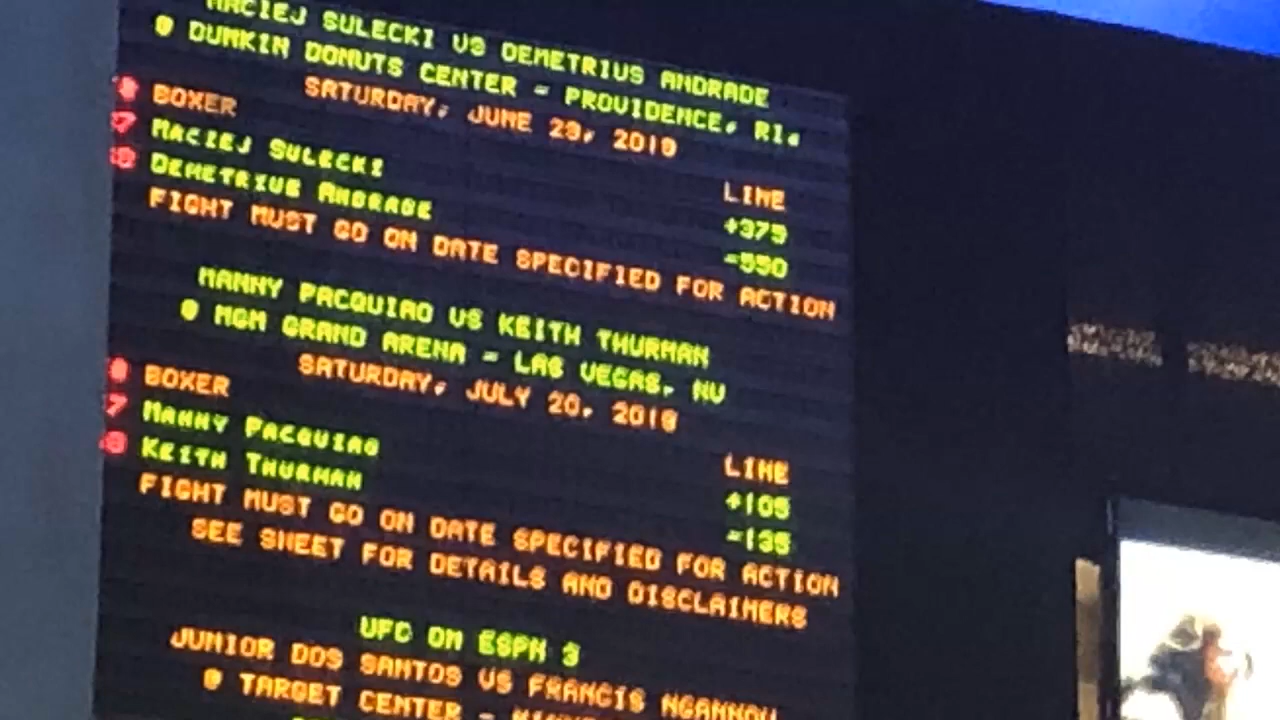 MACIEJ SULECKI VS DEMETRIUS ANDRADE
@ DUNKIN DONUTS CENTER - PROVIDENCE, RI.
SATURDAY, JUNE 29, 2019
BOXER LINE
7 MACIEJ SULECKI +375
DEMETRIUS ANDRADE -550
FIGHT MUST GO ON DATE SPECIFIED FOR ACTION
MANNY PACQUIAO VS KEITH THURMAN
@ MGM GRAND ARENA - LAS VEGAS, NV
SATURDAY, JULY 20, 2019
BOXER LINE
7 MANNY PACQUIAO +105
KEITH THURMAN -135
FIGHT MUST GO ON DATE SPECIFIED FOR ACTION
SEE SHEET FOR DETAILS AND DISCLAIMERS
UFC ON ESPN 3
JUNIOR DOS SANTOS VS FRANCIS NGANNOU
@ TARGET CENTER -